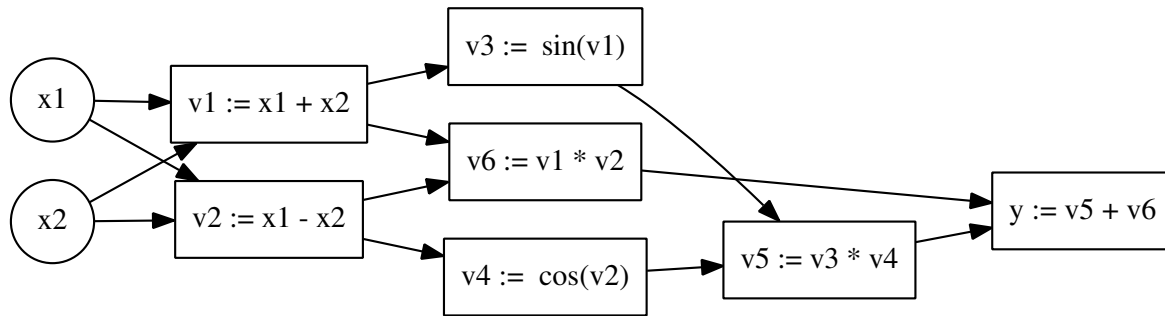 x1
x2
v1 := x1 + x2
v2 := x1 - x2
v3 := sin(v1)
v6 := v1 * v2
v4 := cos(v2)
v5 := v3 * v4
y := v5 + v6